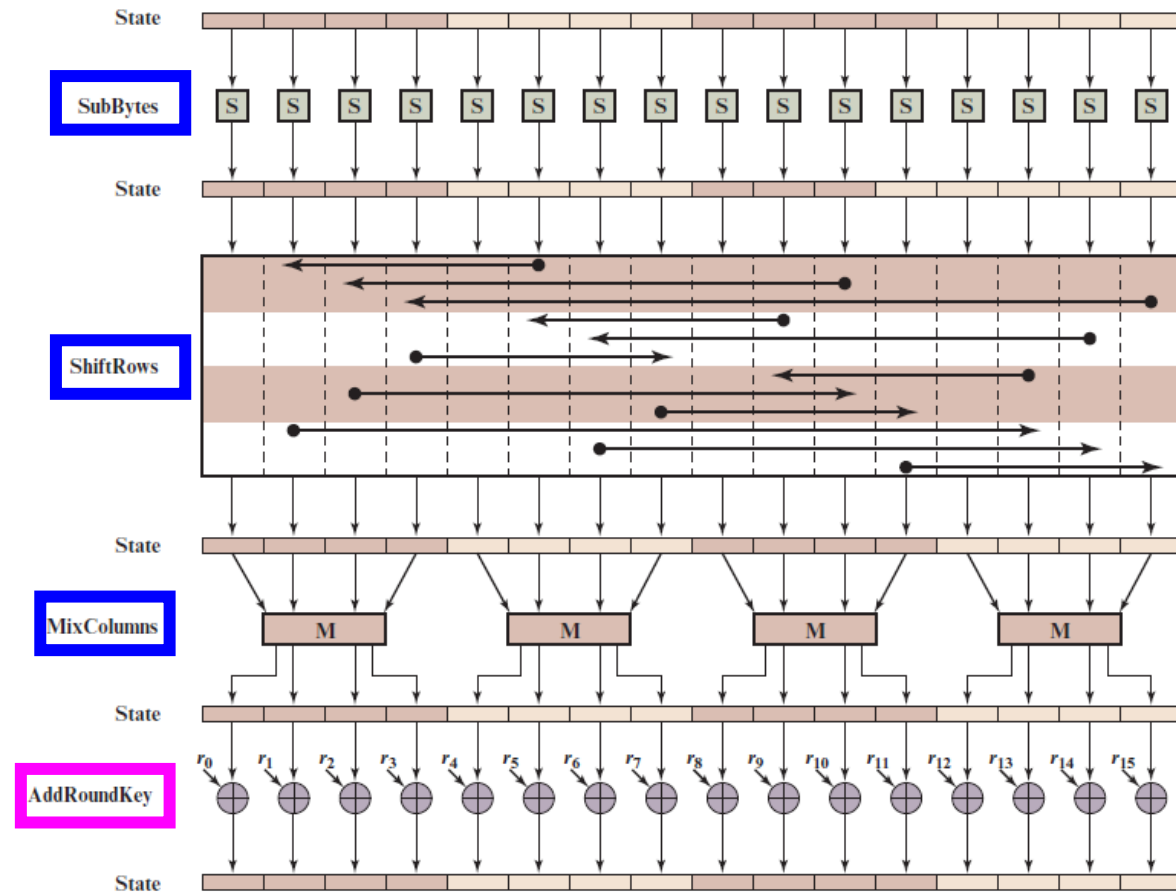 State
SubBytes S S S S S S S S S S S S S S S S
State
ShiftRows
State
MixColumns M M M M
State
r0 r1 r2 r3 r4 r5 r6 r7 r8 r9 r10 r11 r12 r13 r14 r15
AddRoundKey
State